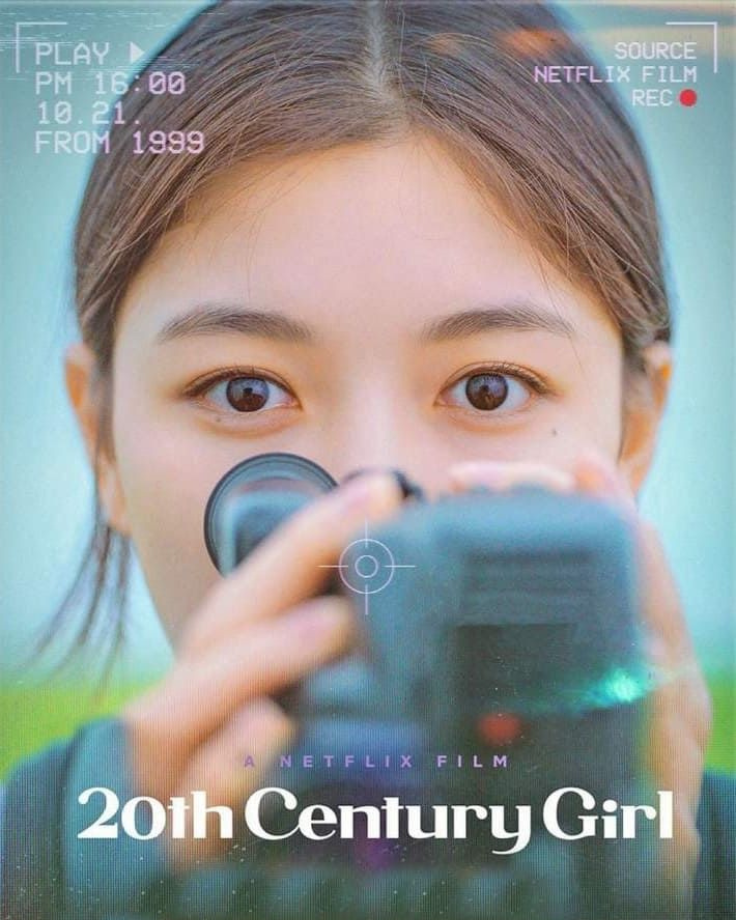 PLAY ▶
PM 16:00
10.21.
FROM 1999
SOURCE
NETFLIX FILM
REC
A NETFLIX FILM
20th Century Girl